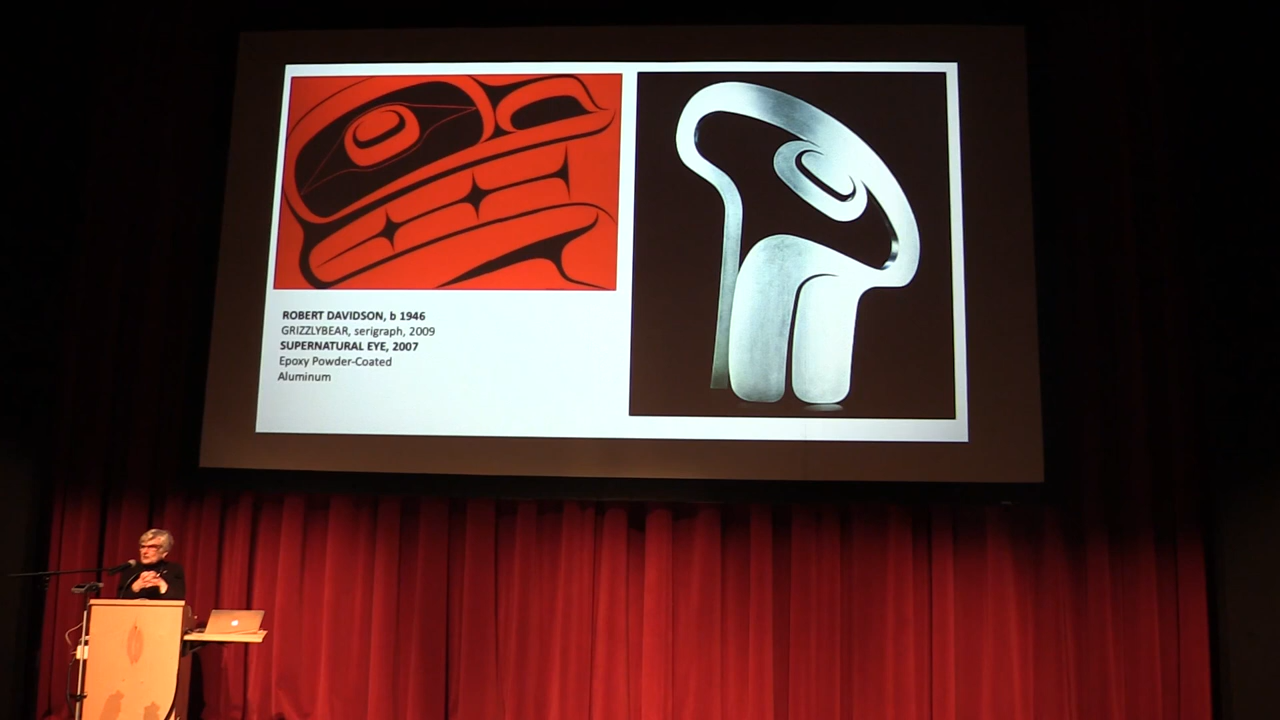 ROBERT DAVIDSON, b 1946
GRIZZLYBEAR, serigraph, 2009
SUPERNATURAL EYE, 2007
Epoxy Powder-Coated
Aluminum